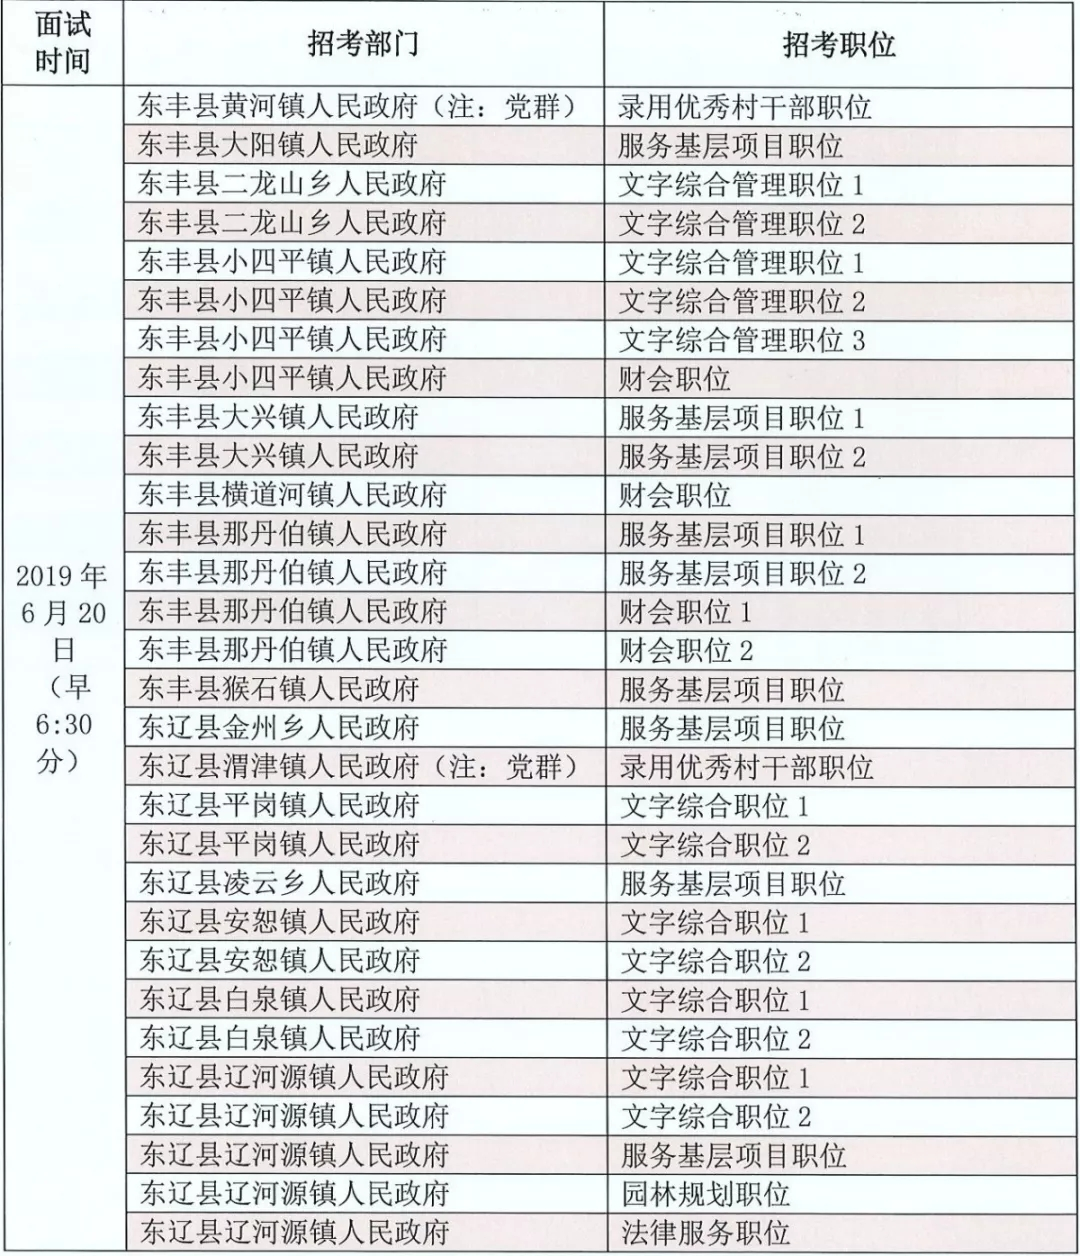 面试
时间
招考部门
招考职位
2019 年
6 月 20
日
（早
6:30
分）
东丰县黄河镇人民政府（注：党群） 录用优秀村干部职位
东丰县大阳镇人民政府 服务基层项目职位
东丰县二龙山乡人民政府 文字综合管理职位 1
东丰县二龙山乡人民政府 文字综合管理职位 2
东丰县小四平镇人民政府 文字综合管理职位 1
东丰县小四平镇人民政府 文字综合管理职位 2
东丰县小四平镇人民政府 文字综合管理职位 3
东丰县小四平镇人民政府 财会职位
东丰县大兴镇人民政府 服务基层项目职位 1
东丰县大兴镇人民政府 服务基层项目职位 2
东丰县横道河镇人民政府 财会职位
东丰县那丹伯镇人民政府 服务基层项目职位 1
东丰县那丹伯镇人民政府 服务基层项目职位 2
东丰县那丹伯镇人民政府 财会职位 1
东丰县那丹伯镇人民政府 财会职位 2
东丰县猴石镇人民政府 服务基层项目职位
东辽县金州乡人民政府 服务基层项目职位
东辽县渭津镇人民政府（注：党群） 录用优秀村干部职位
东辽县平岗镇人民政府 文字综合职位 1
东辽县平岗镇人民政府 文字综合职位 2
东辽县凌云乡人民政府 服务基层项目职位
东辽县安恕镇人民政府 文字综合职位 1
东辽县安恕镇人民政府 文字综合职位 2
东辽县白泉镇人民政府 文字综合职位 1
东辽县白泉镇人民政府 文字综合职位 2
东辽县辽河源镇人民政府 文字综合职位 1
东辽县辽河源镇人民政府 文字综合职位 2
东辽县辽河源镇人民政府 服务基层项目职位
东辽县辽河源镇人民政府 园林规划职位
东辽县辽河源镇人民政府 法律服务职位